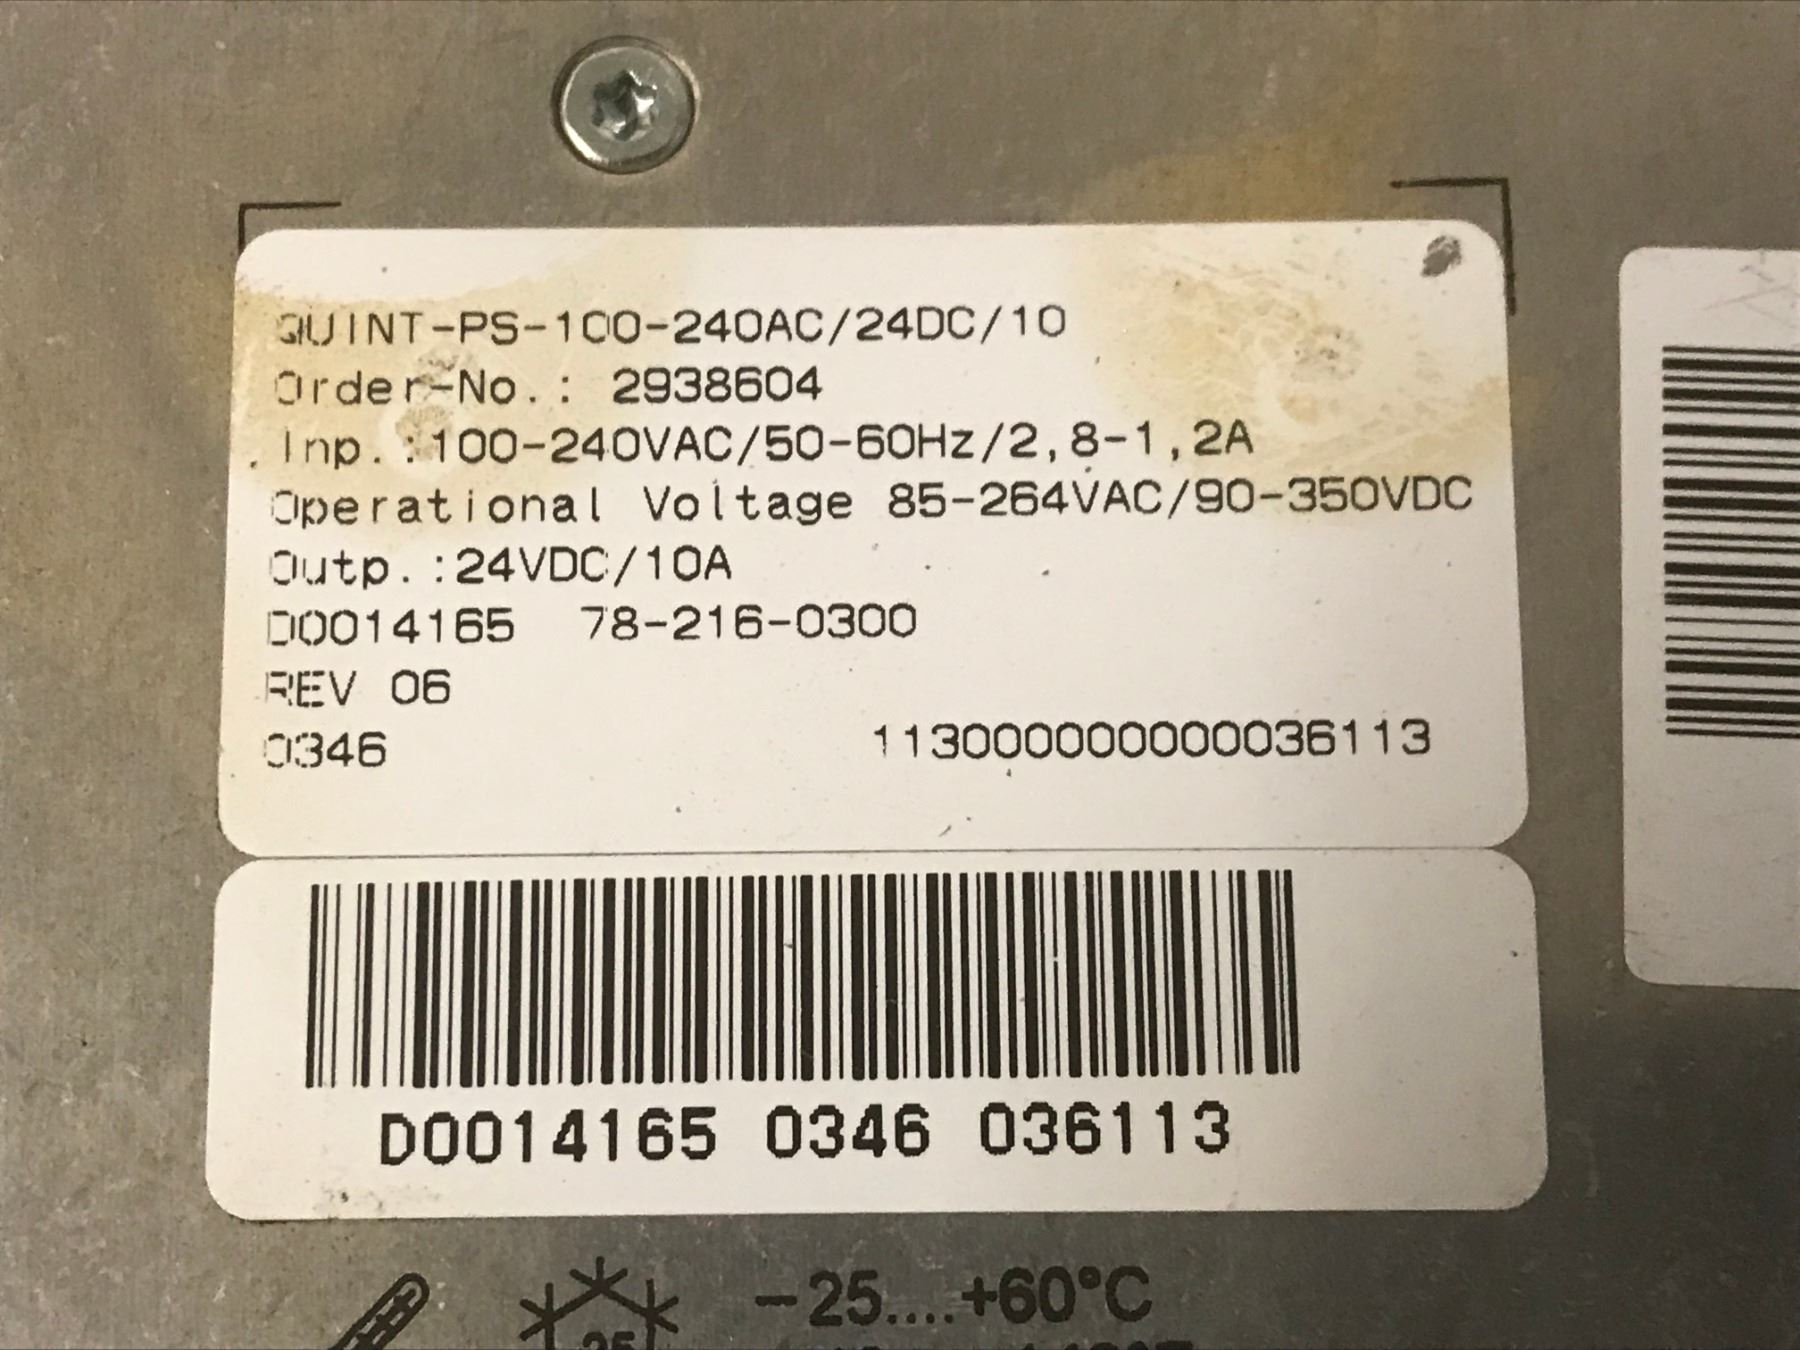 QUINT-PS-100-240AC/24DC/10
Order-No.: 2938604
Inp.:100-240VAC/50-60Hz/2,8-1,2A
Operational Voltage 85-264VAC/90-350VDC
Outp.:24VDC/10A
D0014165 78-216-0300
REV 06
0346 1130000000000036113
D0014165 0346 036113
-25....+60°C
25